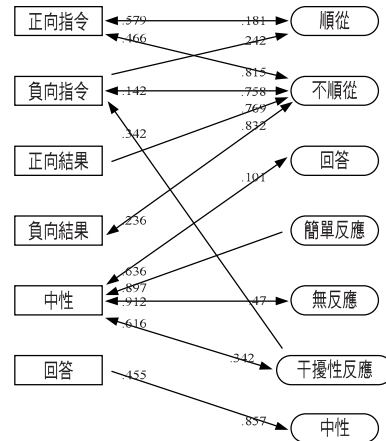 正向指令 .579 .181 順從
.466 .242
.815
負向指令 .142 .758 不順從
.769
.342 .832
正向結果 回答
.101
負向結果 .236 簡單反應
.636
.897
中性 .912 .47 無反應
.616
.342
回答 .455 干擾性反應
.857 中性